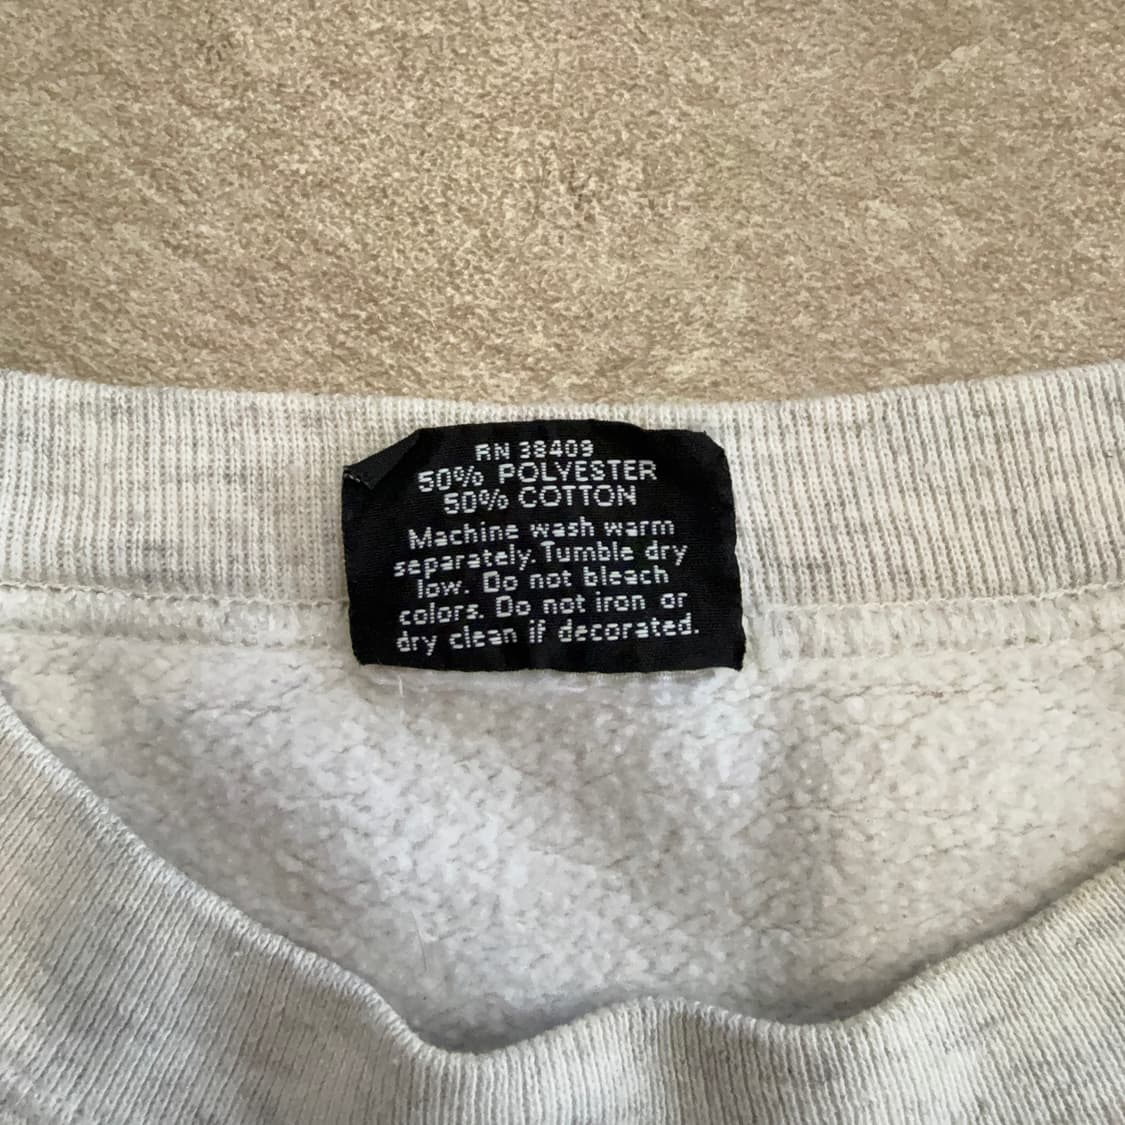 RN 38409
50% POLYESTER
50% COTTON
Machine wash warm
separately. Tumble dry
low. Do not bleach
colors. Do not iron or
dry clean if decorated.